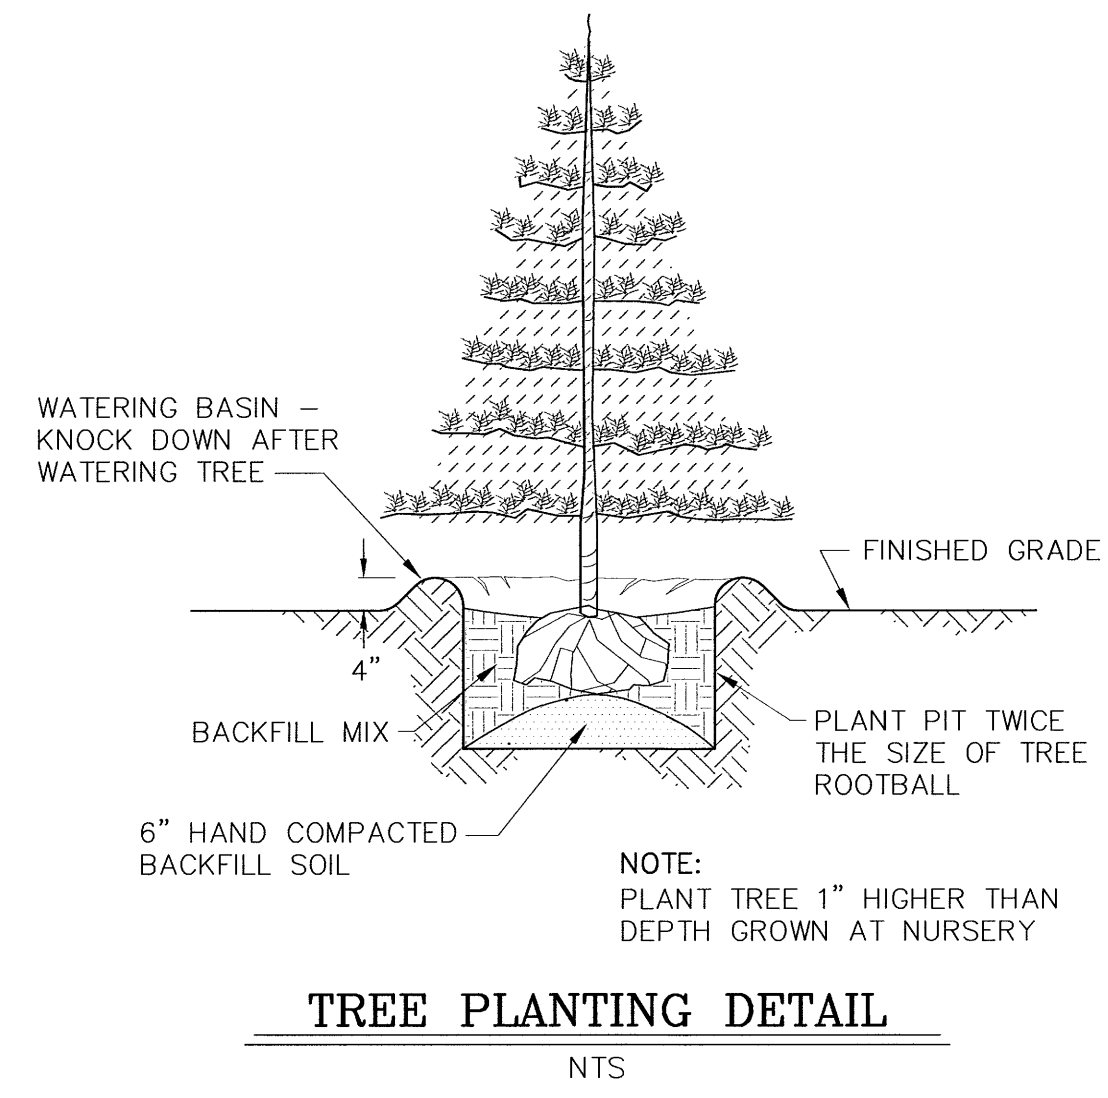 WATERING BASIN –
KNOCK DOWN AFTER
WATERING TREE
FINISHED GRADE
4"
BACKFILL MIX
PLANT PIT TWICE
THE SIZE OF TREE
ROOTBALL
6" HAND COMPACTED
BACKFILL SOIL
NOTE:
PLANT TREE 1" HIGHER THAN
DEPTH GROWN AT NURSERY
TREE PLANTING DETAIL
NTS